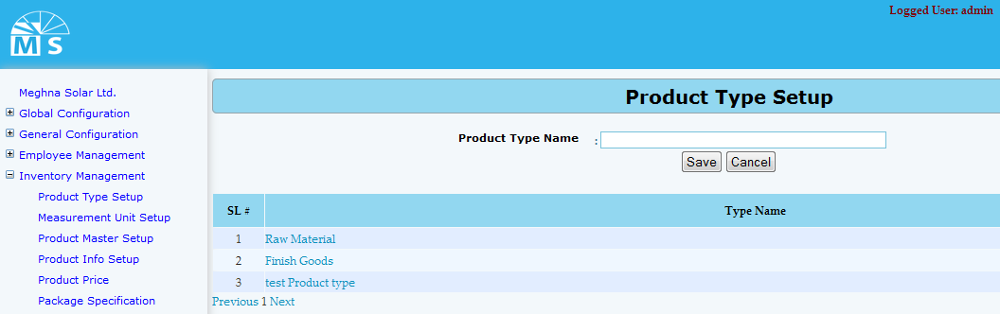 Logged User: admin
MS
Meghna Solar Ltd.
Global Configuration
General Configuration
Employee Management
Inventory Management
Product Type Setup
Measurement Unit Setup
Product Master Setup
Product Info Setup
Product Price
Package Specification
Product Type Setup
Product Type Name :
Save Cancel
SL # Type Name
1 Raw Material
2 Finish Goods
3 test Product type
Previous 1 Next